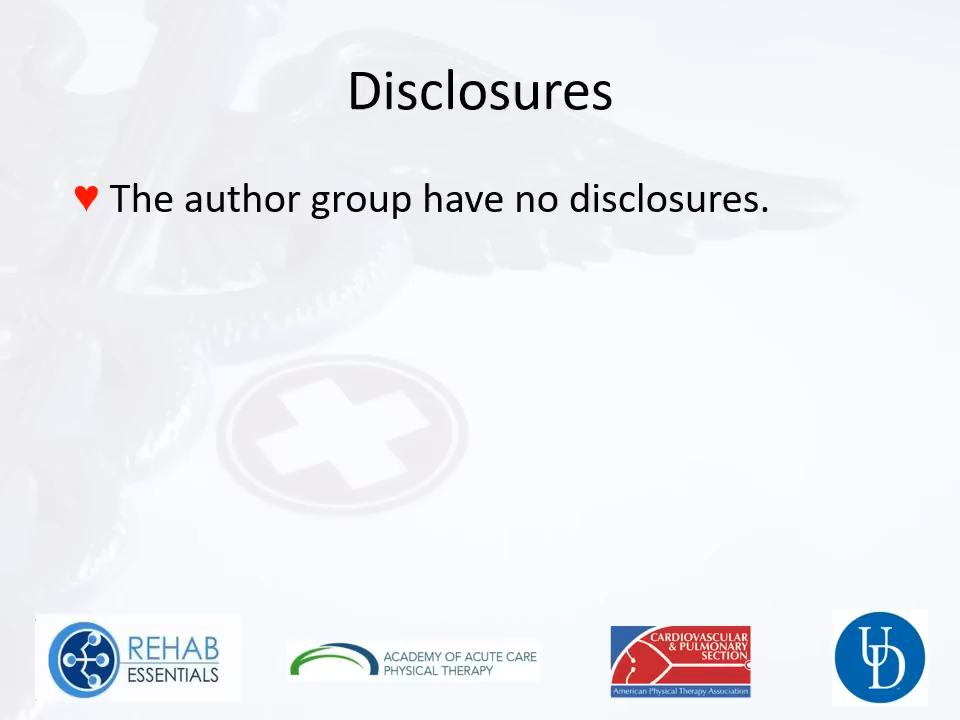 Disclosures
♥ The author group have no disclosures.
REHAB
ESSENTIALS
ACADEMY OF ACUTE CARE
PHYSICAL THERAPY
CARDIOVASCULAR
& PULMONARY
SECTION
American Physical Therapy Association
UD